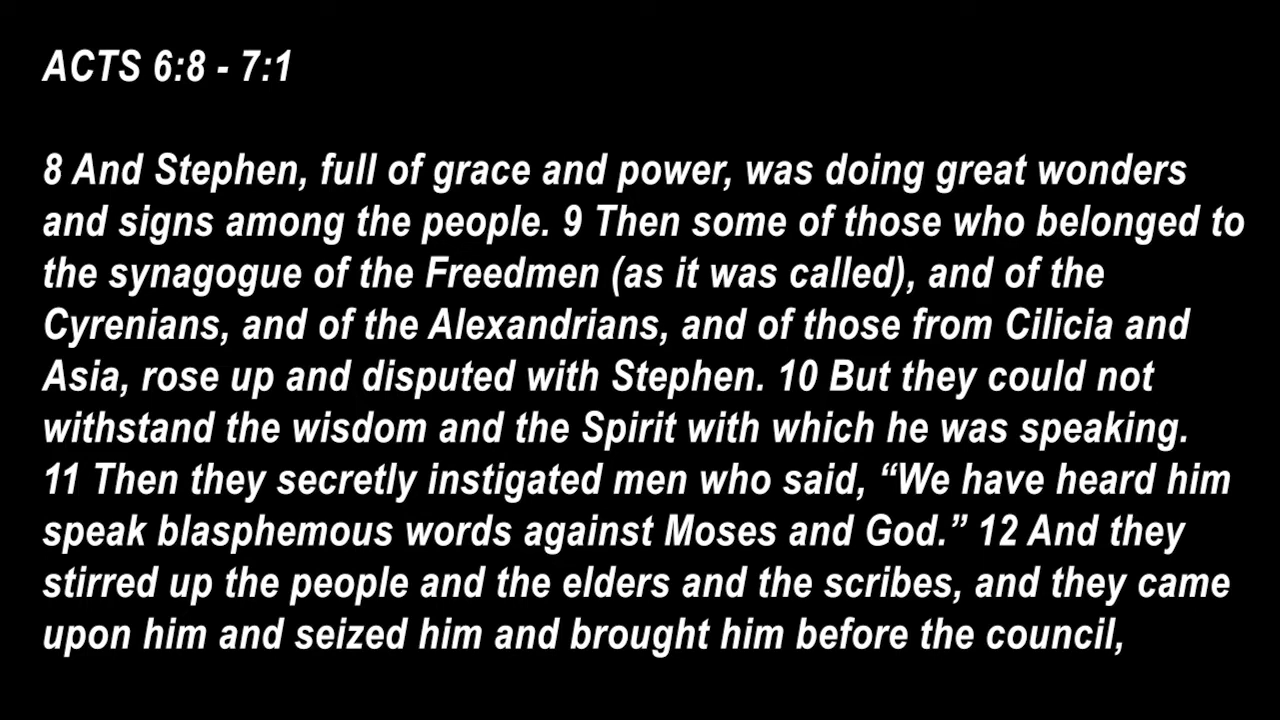 ACTS 6:8 - 7:1
8 And Stephen, full of grace and power, was doing great wonders
and signs among the people. 9 Then some of those who belonged to
the synagogue of the Freedmen (as it was called), and of the
Cyrenians, and of the Alexandrians, and of those from Cilicia and
Asia, rose up and disputed with Stephen. 10 But they could not
withstand the wisdom and the Spirit with which he was speaking.
11 Then they secretly instigated men who said, “We have heard him
speak blasphemous words against Moses and God.” 12 And they
stirred up the people and the elders and the scribes, and they came
upon him and seized him and brought him before the council,